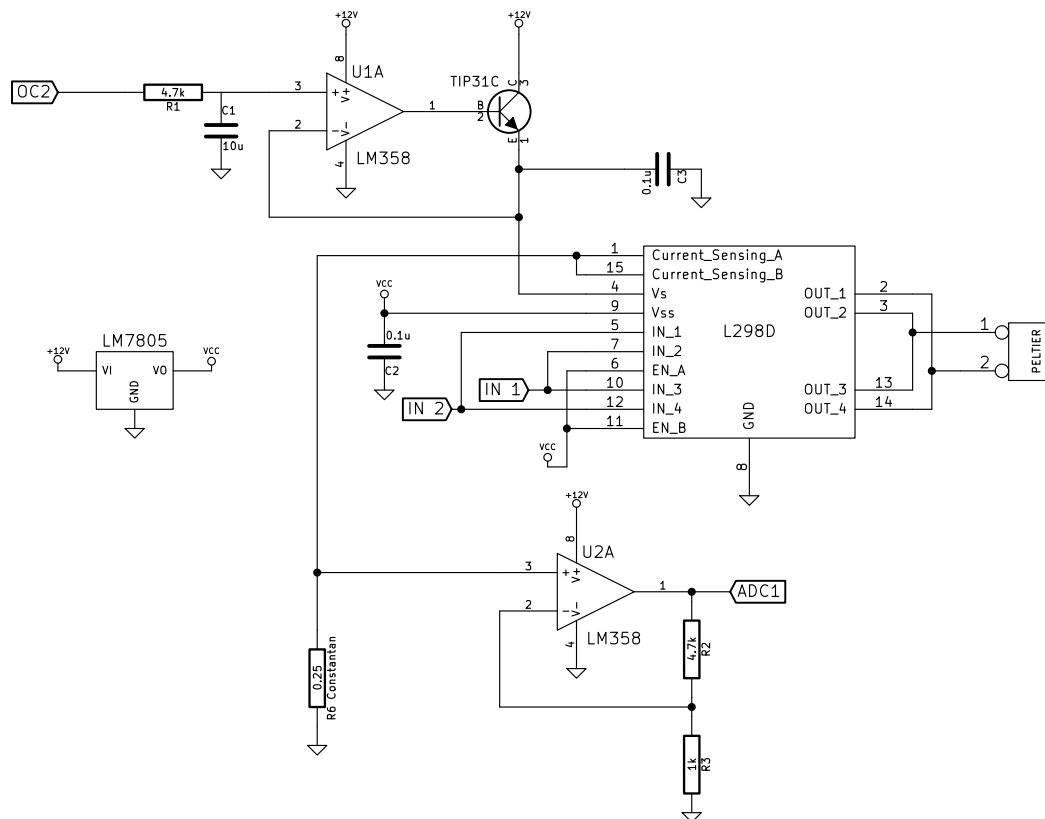 +12V
+12V
8
U1A
TIP31C
C
3
OC2
4.7k
R1
3
+
V+
1
B
2
C1
10u
2
−
V-
E
1
4
LM358
0.1u
C3
1
Current_Sensing_A
15
Current_Sensing_B
4
Vs
OUT_1
2
VCC
9
Vss
OUT_2
3
0.1u
C2
5
IN_1
L298D
1
7
IN_2
6
EN_A
2
PELTIER
LM7805
+12V
VI
VO
VCC
GND
IN 1
10
IN_3
OUT_3
13
IN 2
12
IN_4
OUT_4
14
11
EN_B
VCC
GND
8
+12V
8
U2A
3
+
V+
1
ADC1
2
−
V-
4
LM358
4.7k
R2
0.25
R6 Constantan
1k
R3